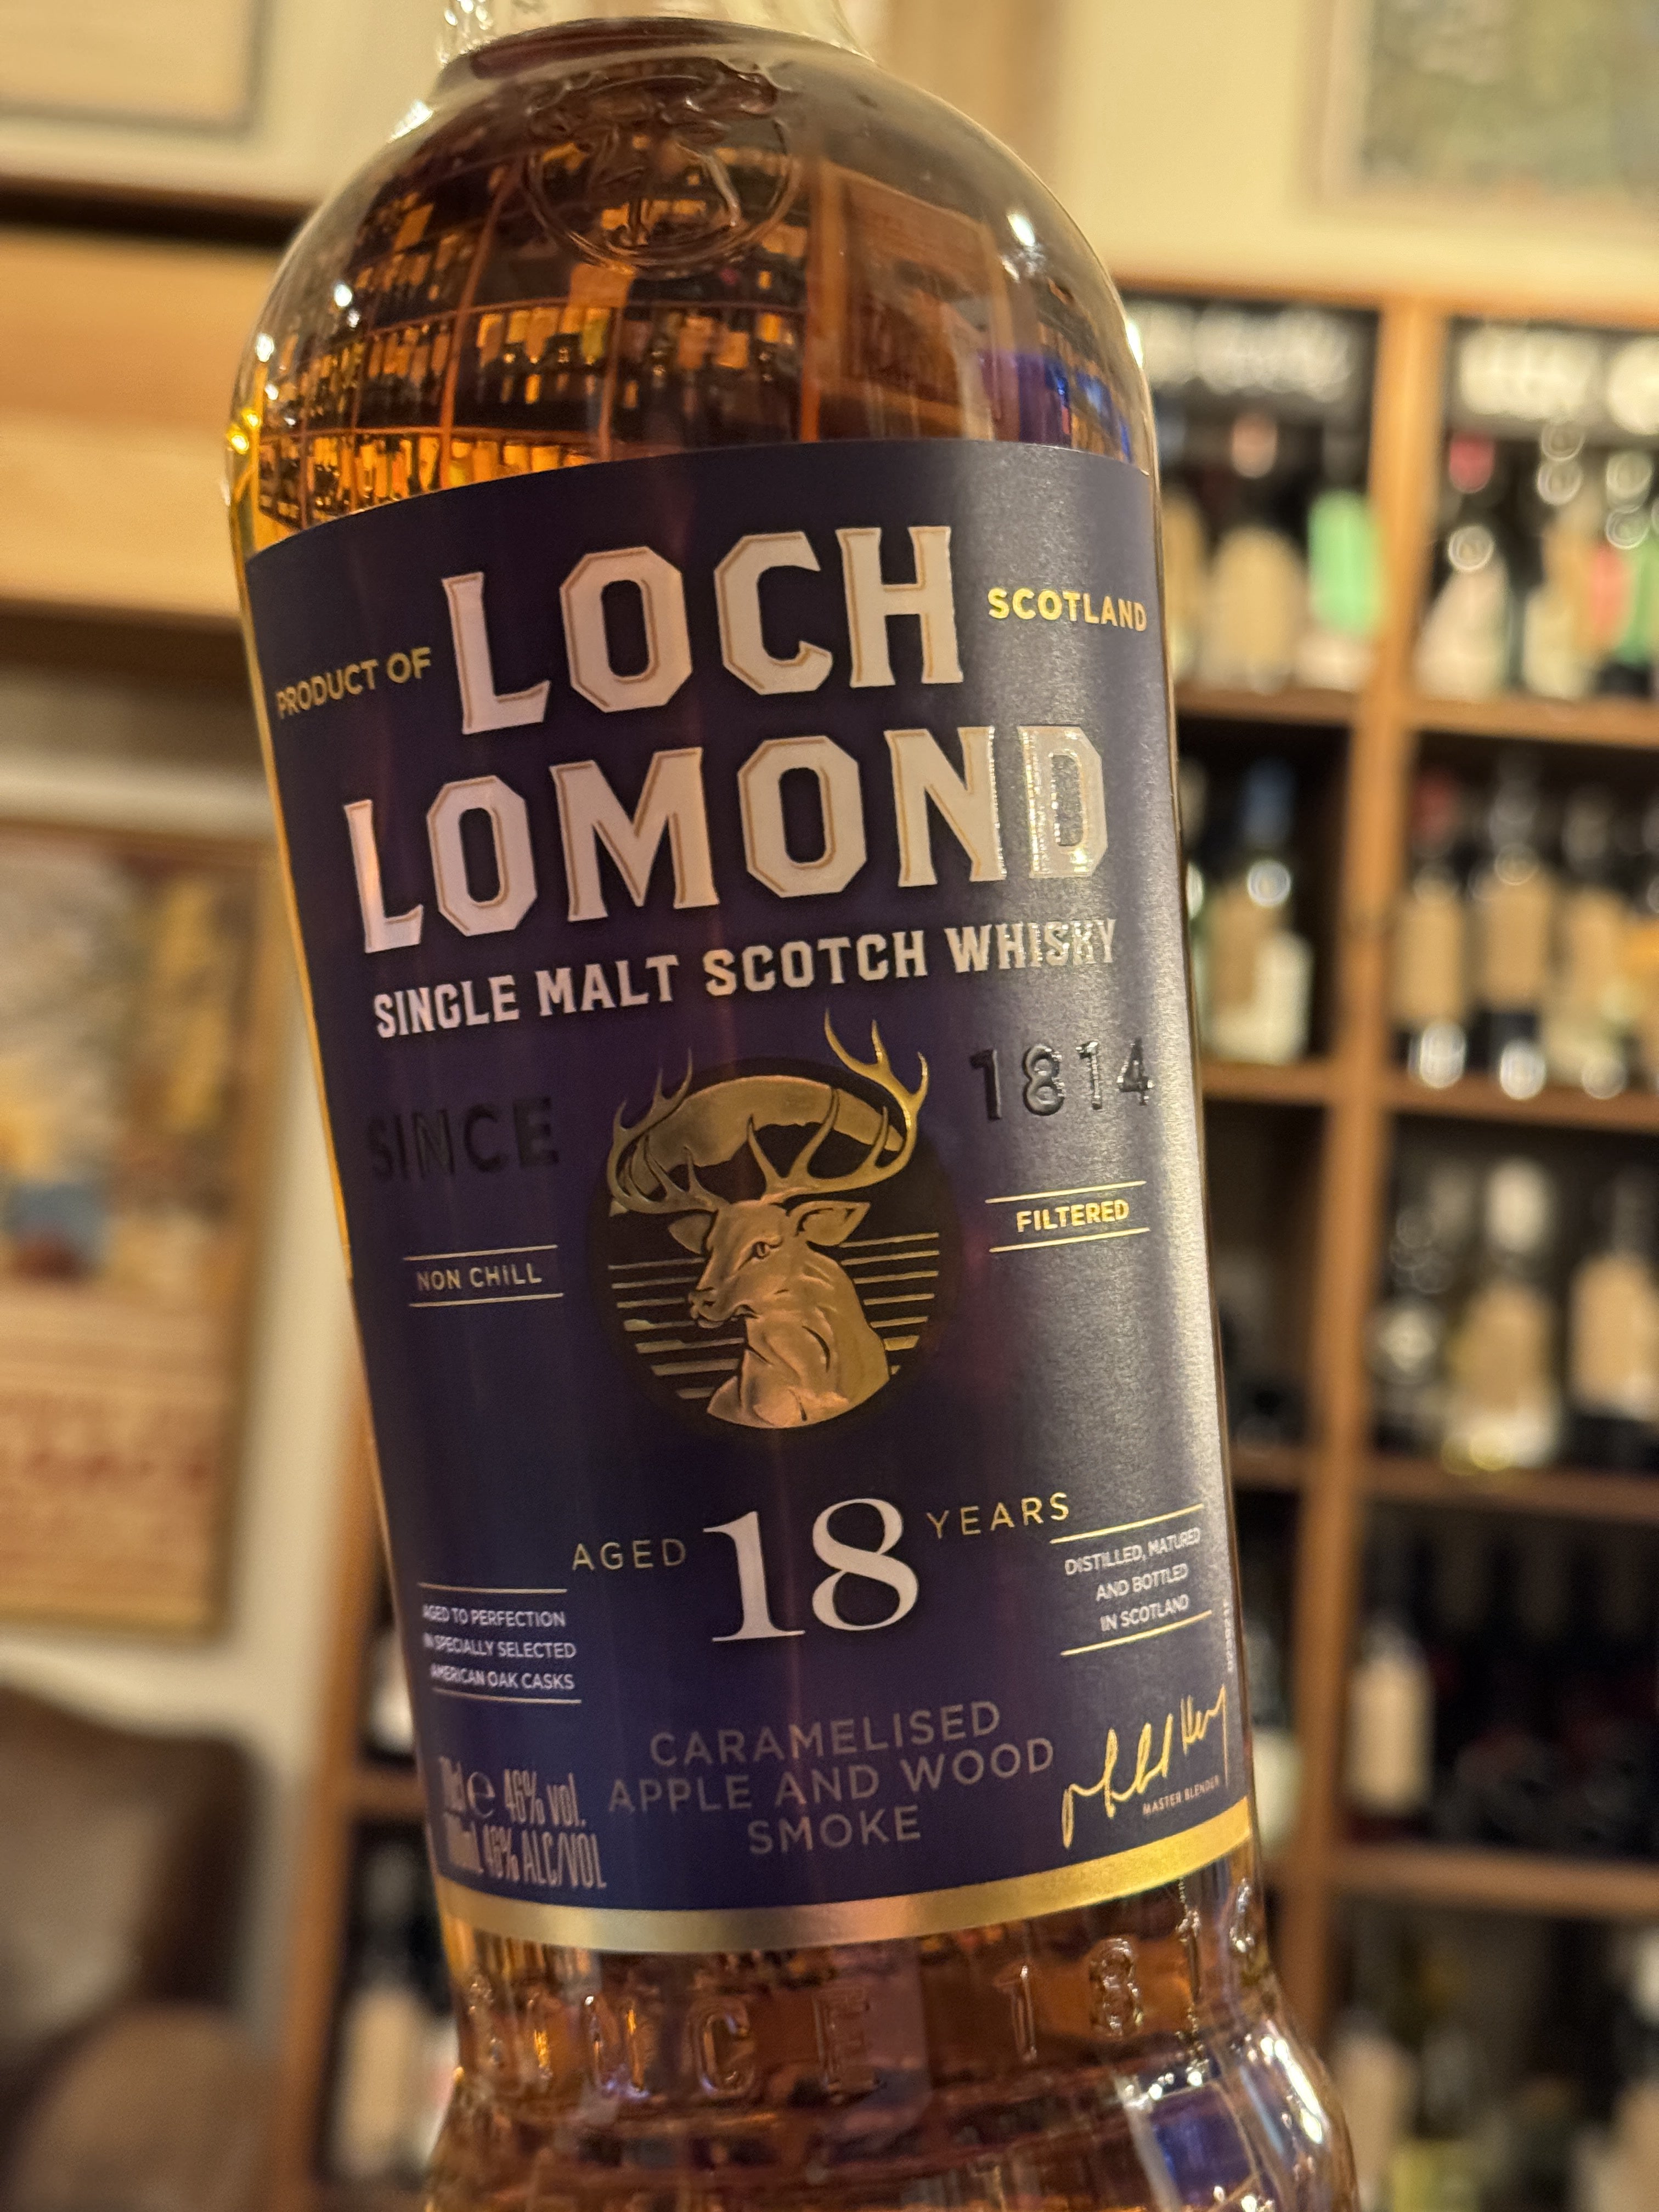 PRODUCT OF
LOCH
SCOTLAND
LOMOND
SINGLE MALT SCOTCH WHISKY
SINCE
1814
NON CHILL
FILTERED
AGED 18 YEARS
AGED TO PERFECTION
IN SPECIALLY SELECTED
AMERICAN OAK CASKS
DISTILLED, MATURED
AND BOTTLED
IN SCOTLAND
CARAMELISED
APPLE AND WOOD
SMOKE
e 46% vol.
46% ALC/VOL
MASTER BLENDER
SINCE 181